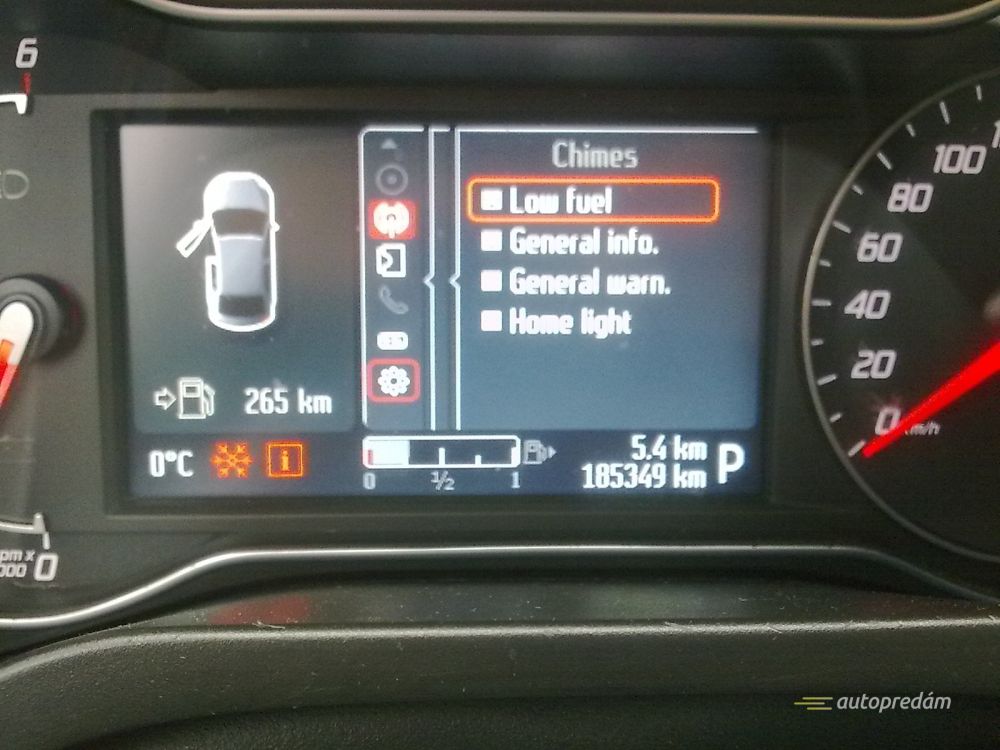 6
Chimes
Low fuel
General info.
General warn.
Home light
265 km
0°C
i
0 1/2 1
5.4 km
185349 km
P
100
80
60
40
20
0
km/h
0
autopredám